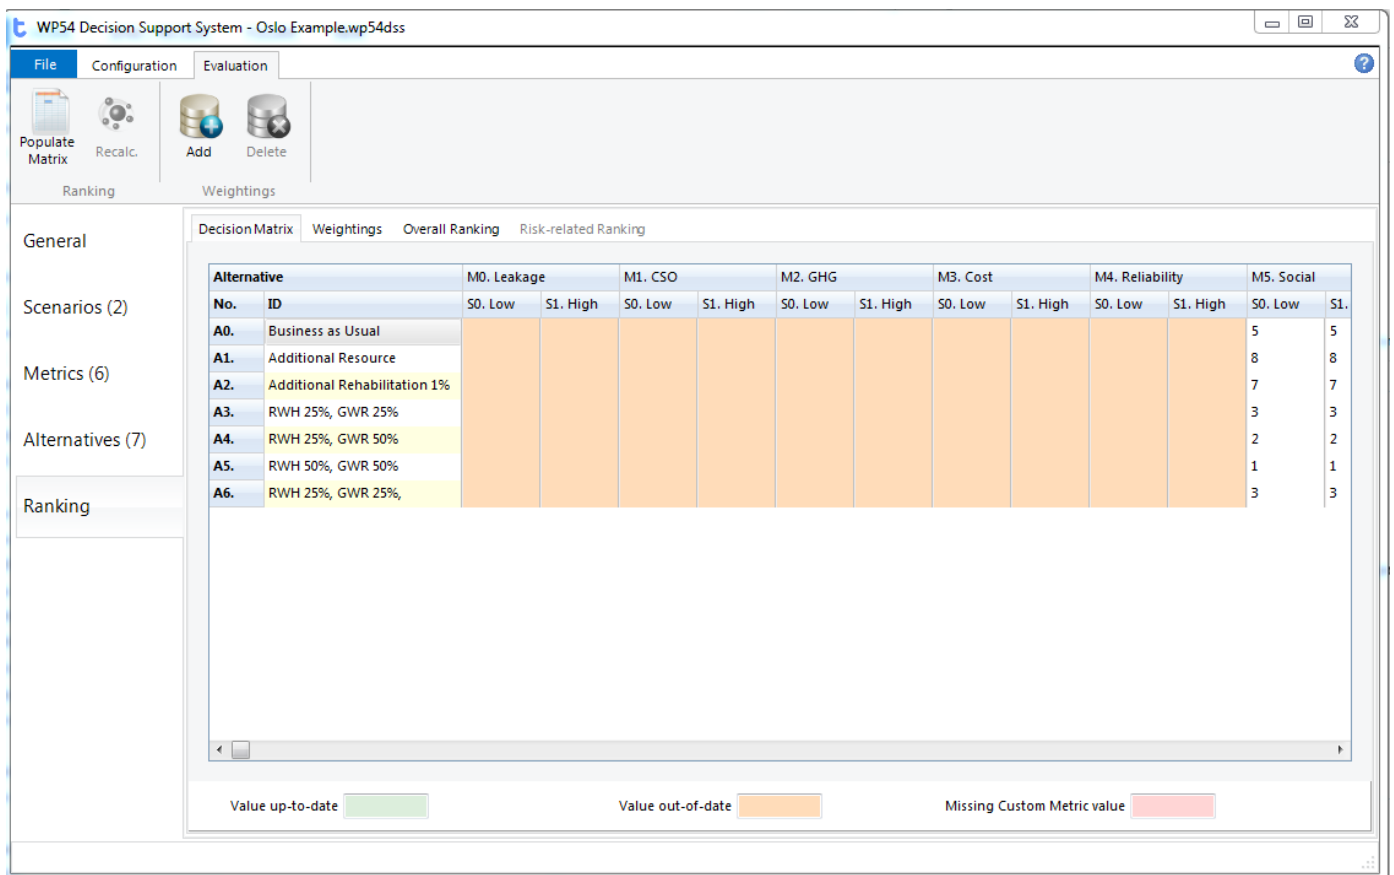 WP54 Decision Support System - Oslo Example.wp54dss
File Configuration Evaluation
Populate Matrix Recalc. Add Delete
Ranking Weightings
General
Scenarios (2)
Metrics (6)
Alternatives (7)
Ranking
Decision Matrix Weightings Overall Ranking Risk-related Ranking
Alternative M0. Leakage M1. CSO M2. GHG M3. Cost M4. Reliability M5. Social
No. ID S0. Low S1. High S0. Low S1. High S0. Low S1. High S0. Low S1. High S0. Low S1. High S0. Low S1.
A0. Business as Usual 5 5
A1. Additional Resource 8 8
A2. Additional Rehabilitation 1% 7 7
A3. RWH 25%, GWR 25% 3 3
A4. RWH 25%, GWR 50% 2 2
A5. RWH 50%, GWR 50% 1 1
A6. RWH 25%, GWR 25%, 3 3
Value up-to-date Value out-of-date Missing Custom Metric value